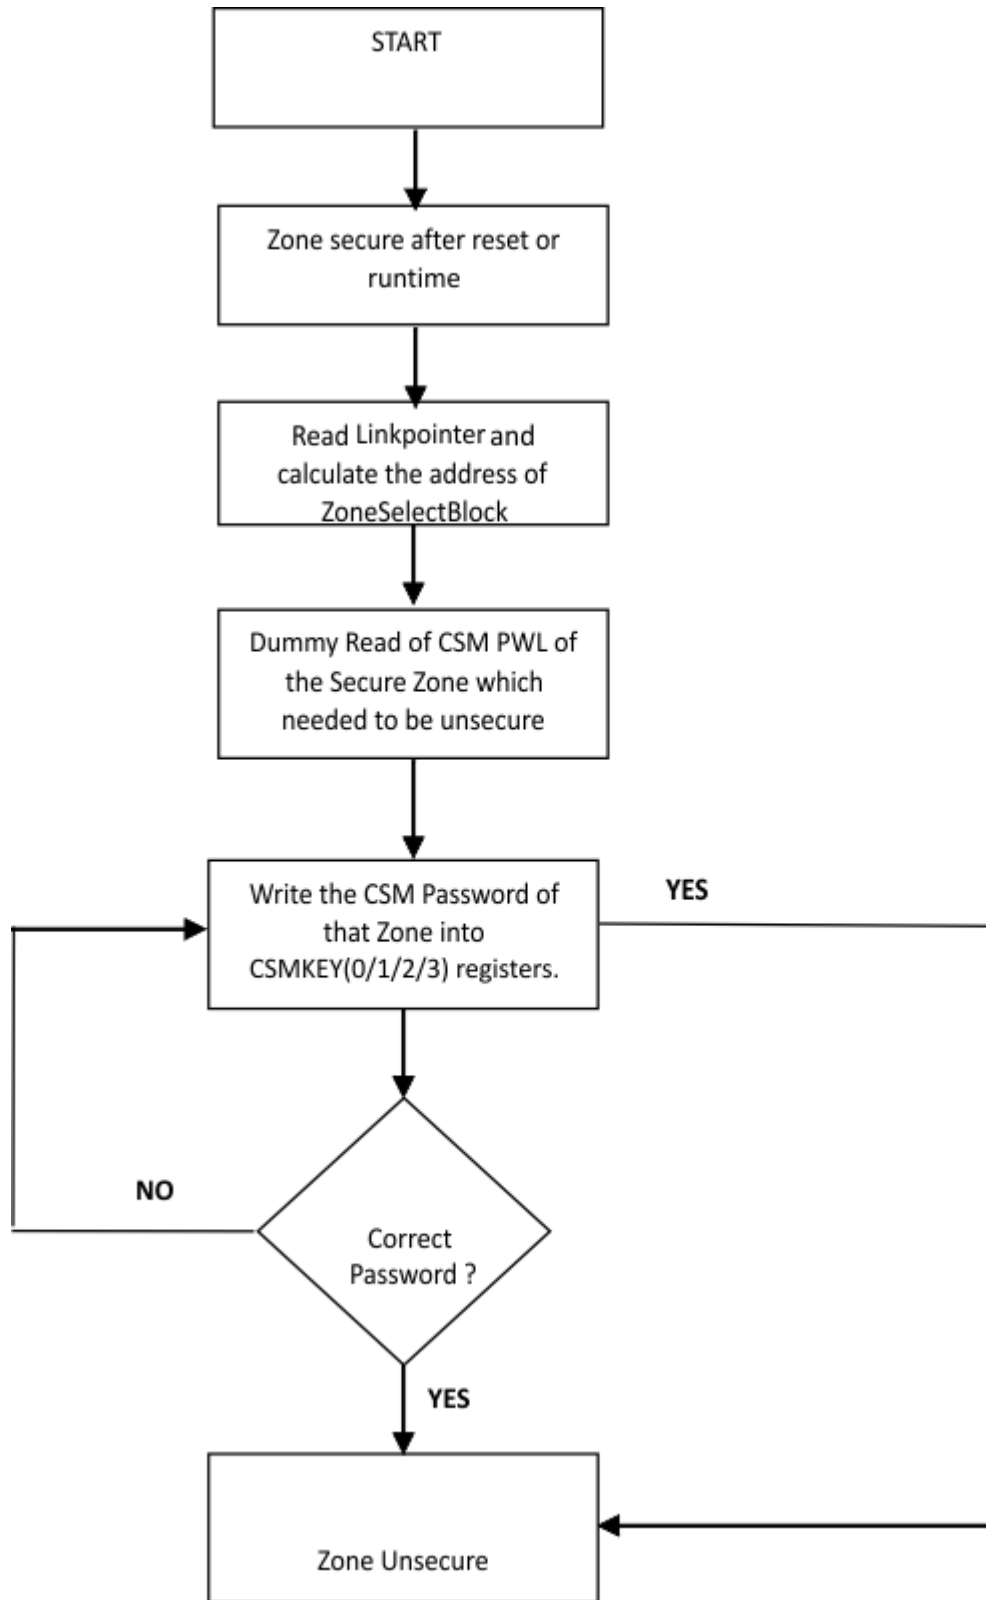 START
Zone secure after reset or
runtime
Read Linkpointer and
calculate the address of
ZoneSelectBlock
Dummy Read of CSM PWL of
the Secure Zone which
needed to be unsecure
Write the CSM Password of
that Zone into
CSMKEY(0/1/2/3) registers.
YES
NO
Correct
Password ?
YES
Zone Unsecure